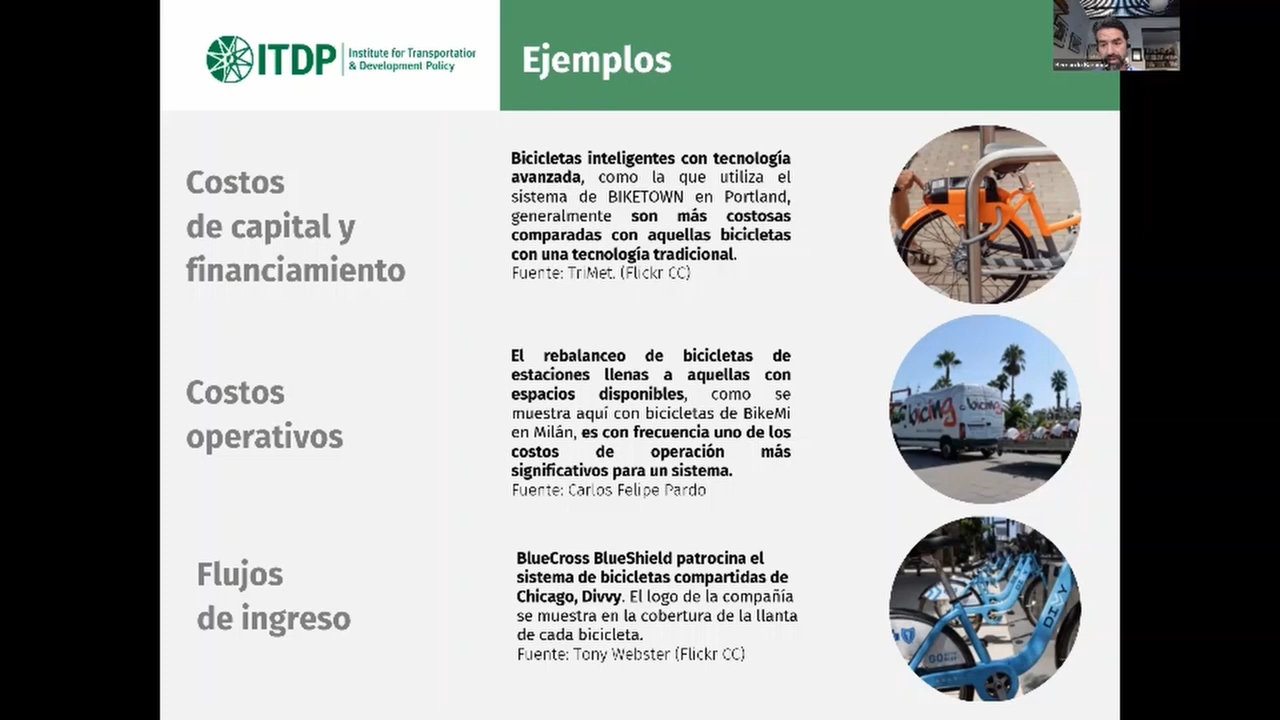 ITDP
Institute for Transportation
& Development Policy
Ejemplos
Costos
de capital y
financiamiento
Bicicletas inteligentes con tecnología
avanzada, como la que utiliza el
sistema de BIKETOWN en Portland,
generalmente son más costosas
comparadas con aquellas bicicletas
con una tecnología tradicional.
Fuente: TriMet. (Flickr CC)
Costos
operativos
El rebalanceo de bicicletas de
estaciones llenas a aquellas con
espacios disponibles, como se
muestra aquí con bicicletas de BikeMi
en Milán, es con frecuencia uno de los
costos de operación más
significativos para un sistema.
Fuente: Carlos Felipe Pardo
bicing
bicing
Flujos
de ingreso
BlueCross BlueShield patrocina el
sistema de bicicletas compartidas de
Chicago, Divvy. El logo de la compañía
se muestra en la cobertura de la llanta
de cada bicicleta.
Fuente: Tony Webster (Flickr CC)
DIVVY